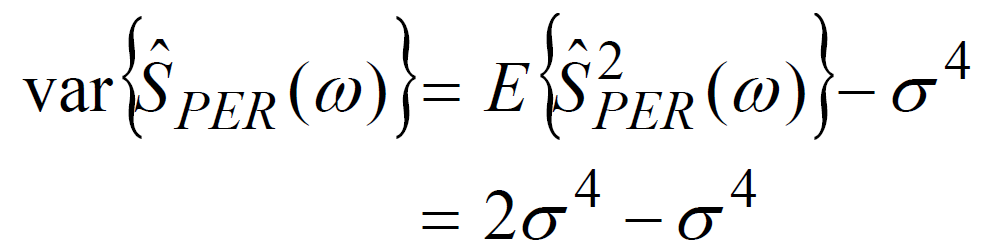 var{Ŝ_PER(ω)} = E{Ŝ²_PER(ω)} − σ⁴
= 2σ⁴ − σ⁴